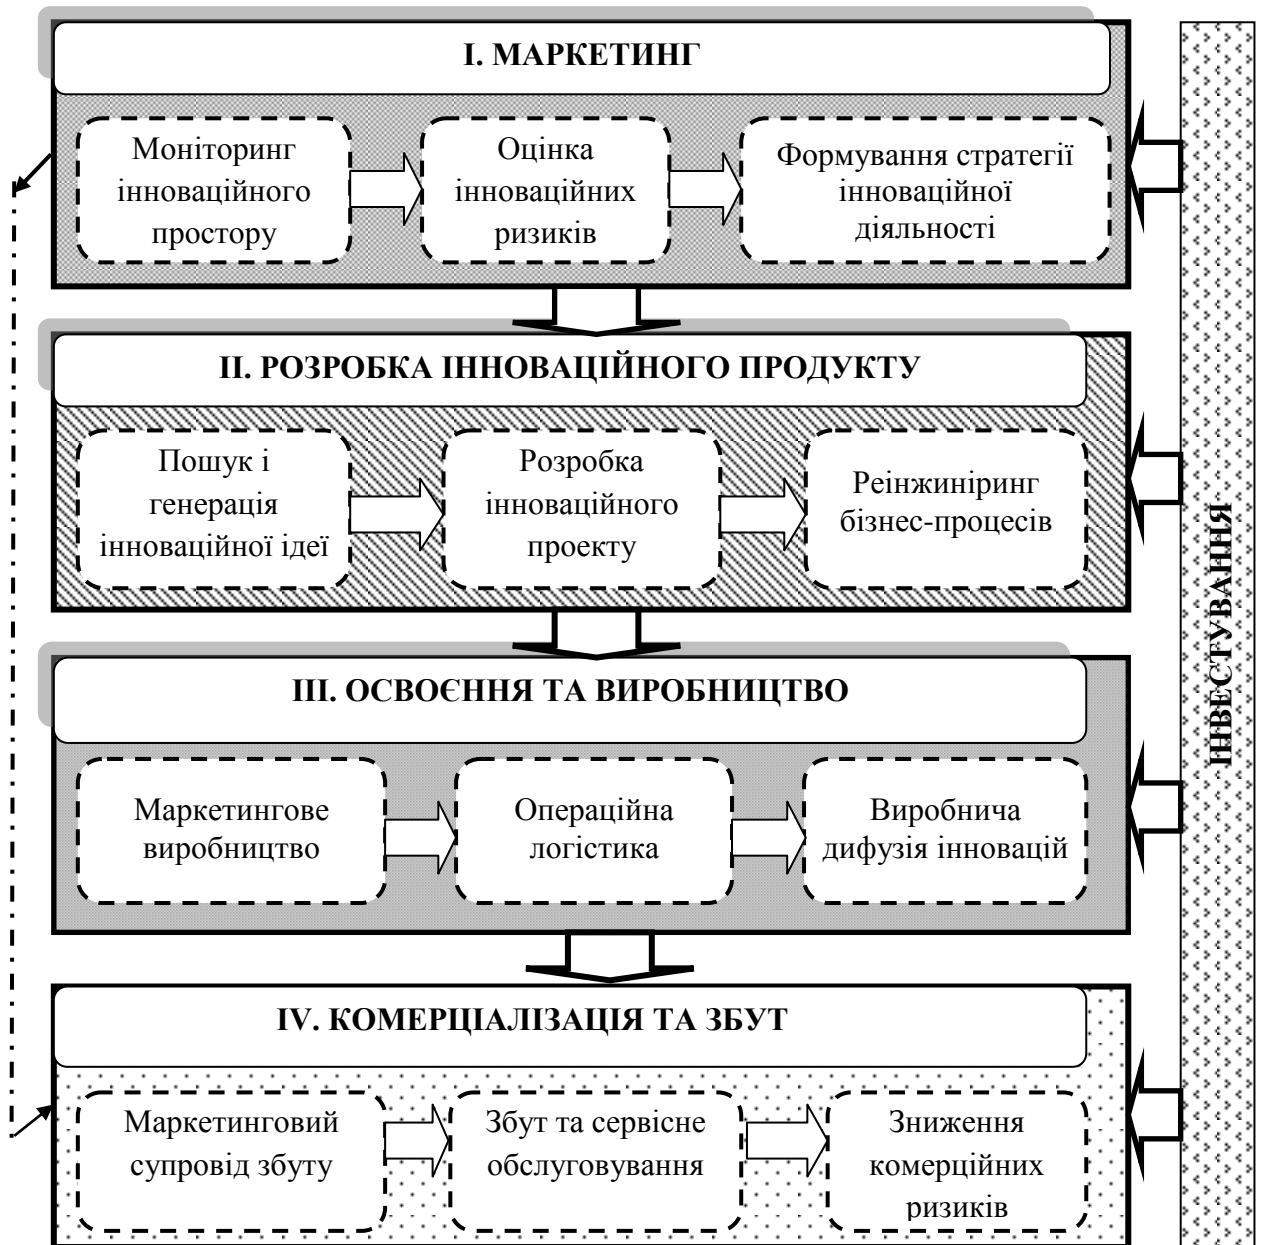 І. МАРКЕТИНГ
Моніторинг
інноваційного
простору
Оцінка
інноваційних
ризиків
Формування стратегії
інноваційної
діяльності
ІІ. РОЗРОБКА ІННОВАЦІЙНОГО ПРОДУКТУ
Пошук і
генерація
інноваційної ідеї
Розробка
інноваційного
проекту
Реінжиніринг
бізнес-процесів
ІІІ. ОСВОЄННЯ ТА ВИРОБНИЦТВО
Маркетингове
виробництво
Операційна
логістика
Виробнича
дифузія інновацій
IV. КОМЕРЦІАЛІЗАЦІЯ ТА ЗБУТ
Маркетинговий
супровід збуту
Збут та сервісне
обслуговування
Зниження
комерційних
ризиків
ІНВЕСТУВАННЯ